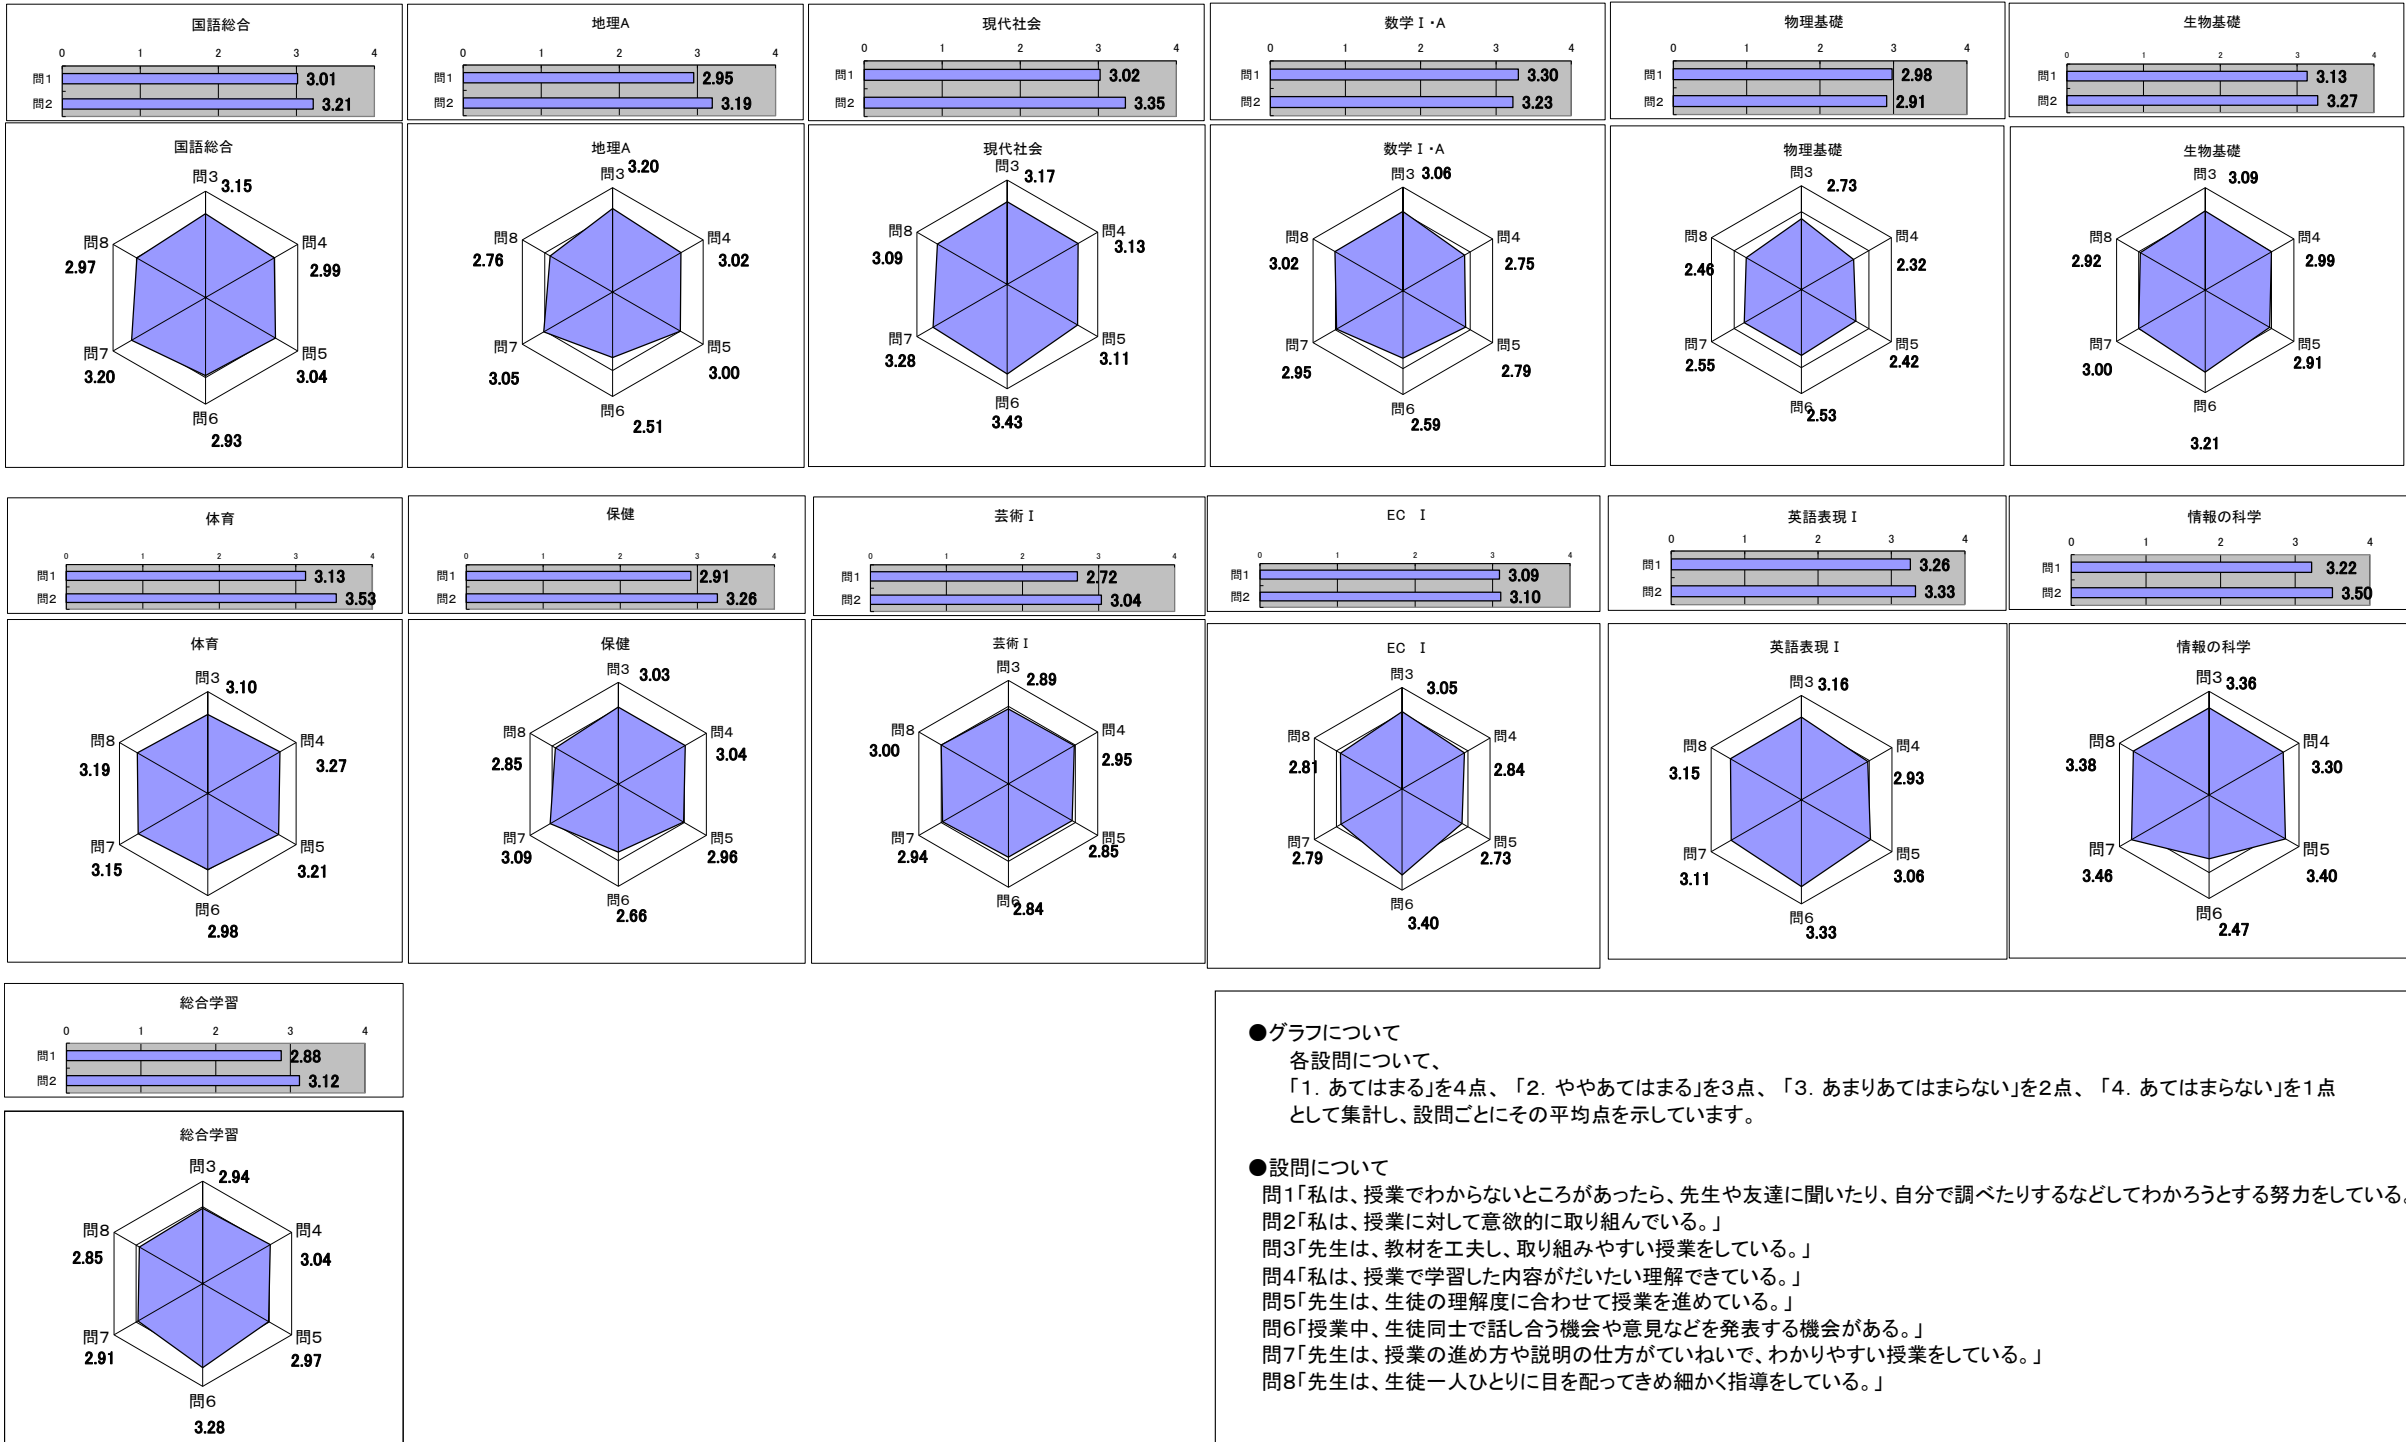 国語総合
0 1 2 3 4
問1 3.01
問2 3.21
地理A
0 1 2 3 4
問1 2.95
問2 3.19
現代社会
0 1 2 3 4
問1 3.02
問2 3.35
数学Ⅰ・A
0 1 2 3 4
問1 3.30
問2 3.23
物理基礎
0 1 2 3 4
問1 2.98
問2 2.91
生物基礎
0 1 2 3 4
問1 3.13
問2 3.27
国語総合
問3 3.15
問4 2.99
問5 3.04
問6 2.93
問7 3.20
問8 2.97
地理A
問3 3.20
問4 3.02
問5 3.00
問6 2.51
問7 3.05
問8 2.76
現代社会
問3 3.17
問4 3.13
問5 3.11
問6 3.43
問7 3.28
問8 3.09
数学Ⅰ・A
問3 3.06
問4 2.75
問5 2.79
問6 2.59
問7 2.95
問8 3.02
物理基礎
問3 2.73
問4 2.32
問5 2.42
問6 2.53
問7 2.55
問8 2.46
生物基礎
問3 3.09
問4 2.99
問5 2.91
問6 3.21
問7 3.00
問8 2.92
体育
0 1 2 3 4
問1 3.13
問2 3.53
保健
0 1 2 3 4
問1 2.91
問2 3.26
芸術Ⅰ
0 1 2 3 4
問1 2.72
問2 3.04
EC Ⅰ
0 1 2 3 4
問1 3.09
問2 3.10
英語表現Ⅰ
0 1 2 3 4
問1 3.26
問2 3.33
情報の科学
0 1 2 3 4
問1 3.22
問2 3.50
体育
問3 3.10
問4 3.27
問5 3.21
問6 2.98
問7 3.15
問8 3.19
保健
問3 3.03
問4 3.04
問5 2.96
問6 2.66
問7 3.09
問8 2.85
芸術Ⅰ
問3 2.89
問4 2.95
問5 2.85
問6 2.84
問7 2.94
問8 3.00
EC Ⅰ
問3 3.05
問4 2.84
問5 2.73
問6 3.40
問7 2.79
問8 2.81
英語表現Ⅰ
問3 3.16
問4 2.93
問5 3.06
問6 3.33
問7 3.11
問8 3.15
情報の科学
問3 3.36
問4 3.30
問5 3.40
問6 2.47
問7 3.46
問8 3.38
総合学習
0 1 2 3 4
問1 2.88
問2 3.12
総合学習
問3 2.94
問4 3.04
問5 2.97
問6 3.28
問7 2.91
問8 2.85
●グラフについて
各設問について、
「1．あてはまる」を4点、「2．ややあてはまる」を3点、「3．あまりあてはまらない」を2点、「4．あてはまらない」を1点
として集計し、設問ごとにその平均点を示しています。
●設問について
問1「私は、授業でわからないところがあったら、先生や友達に聞いたり、自分で調べたりするなどしてわかろうとする努力をしている。
問2「私は、授業に対して意欲的に取り組んでいる。」
問3「先生は、教材を工夫し、取り組みやすい授業をしている。」
問4「私は、授業で学習した内容がだいたい理解できている。」
問5「先生は、生徒の理解度に合わせて授業を進めている。」
問6「授業中、生徒同士で話し合う機会や意見などを発表する機会がある。」
問7「先生は、授業の進め方や説明の仕方がていねいで、わかりやすい授業をしている。」
問8「先生は、生徒一人ひとりに目を配ってきめ細かく指導をしている。」